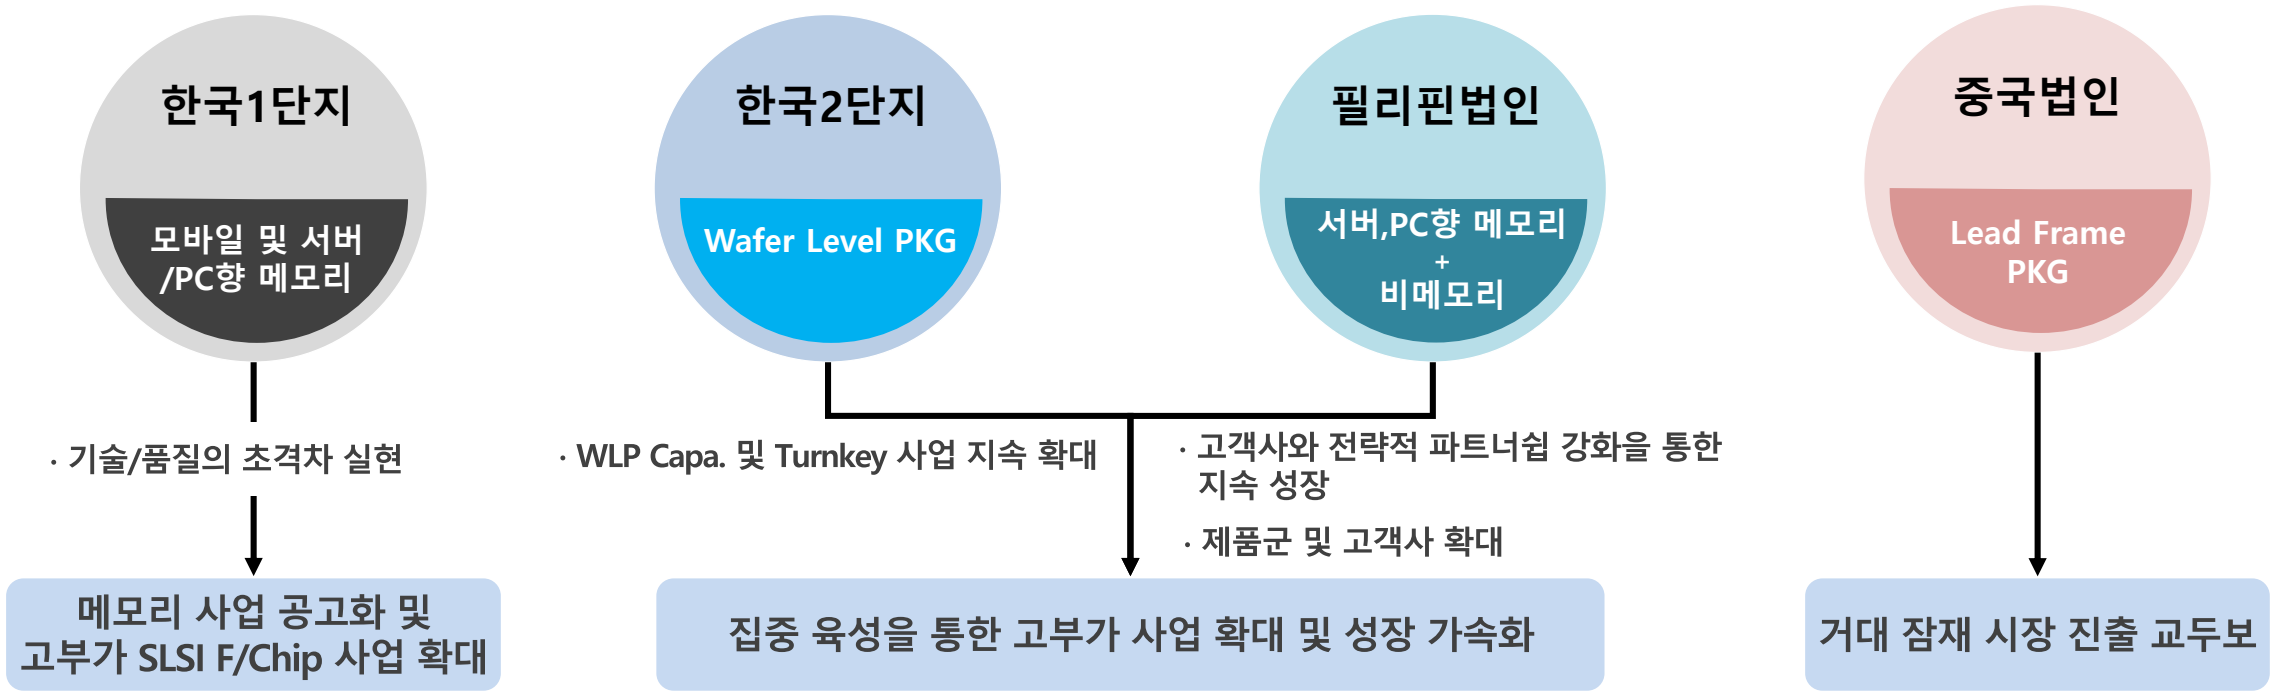 한국1단지
모바일 및 서버
/PC향 메모리
· 기술/품질의 초격차 실현
메모리 사업 공고화 및
고부가 SLSI F/Chip 사업 확대
한국2단지
Wafer Level PKG
· WLP Capa. 및 Turnkey 사업 지속 확대
필리핀법인
서버,PC향 메모리
+
비메모리
· 고객사와 전략적 파트너쉽 강화을 통한
지속 성장
· 제품군 및 고객사 확대
집중 육성을 통한 고부가 사업 확대 및 성장 가속화
중국법인
Lead Frame
PKG
거대 잠재 시장 진출 교두보